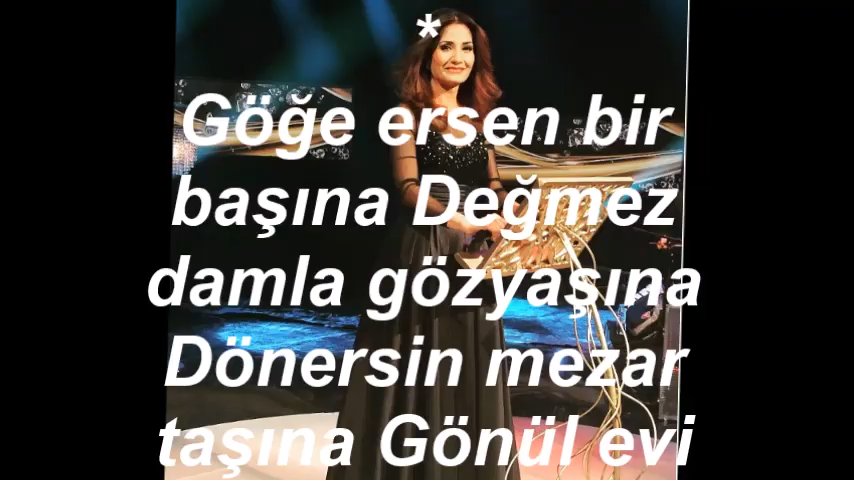 *
Göğe ersen bir
başına Değmez
damla gözyaşına
Dönersin mezar
taşına Gönül evi